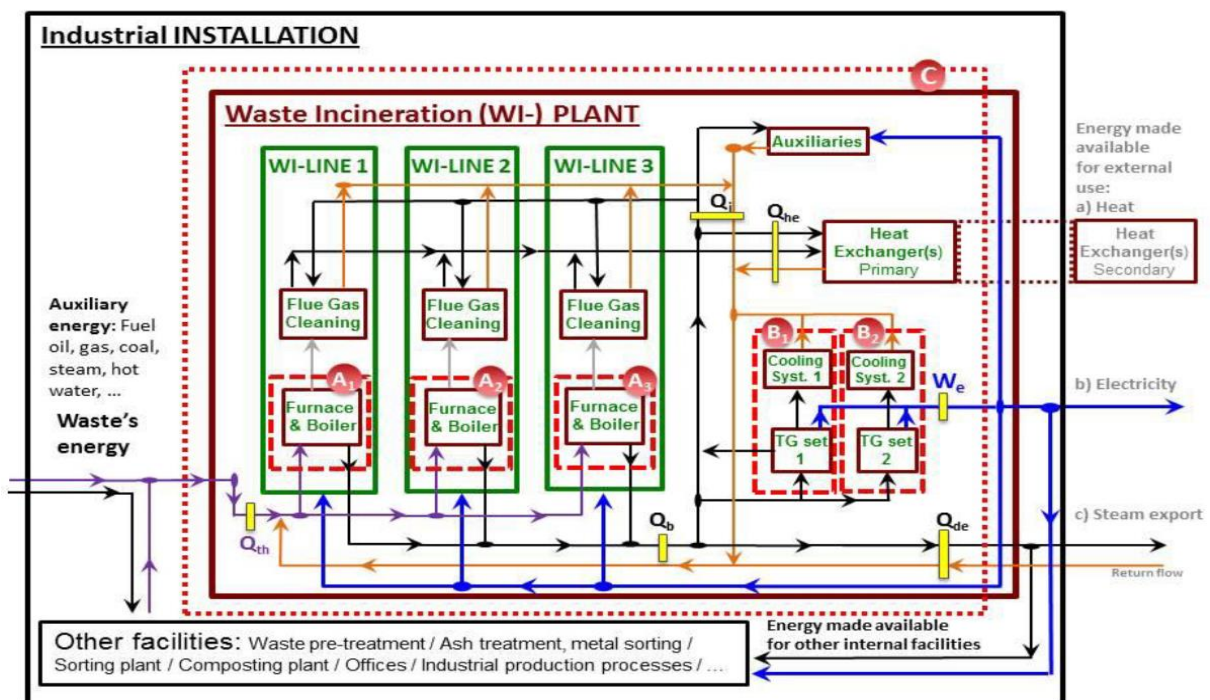 Industrial INSTALLATION
C
Waste Incineration (WI-) PLANT
Auxiliaries
Energy made
available
for external
use:
a) Heat
WI-LINE 1
WI-LINE 2
WI-LINE 3
Qi
Qhe
Heat
Exchanger(s)
Primary
Heat
Exchanger(s)
Secondary
Auxiliary
energy: Fuel
oil, gas, coal,
steam, hot
water, ...
Flue Gas
Cleaning
Flue Gas
Cleaning
Flue Gas
Cleaning
B1
B2
Cooling
Syst. 1
Cooling
Syst. 2
We
b) Electricity
A1
A2
A3
Furnace
& Boiler
Furnace
& Boiler
Furnace
& Boiler
Waste's
energy
TG set
1
TG set
2
Qth
Qb
Qde
c) Steam export
Return flow
Other facilities: Waste pre-treatment / Ash treatment, metal sorting /
Sorting plant / Composting plant / Offices / Industrial production processes / ...
Energy made available
for other internal facilities